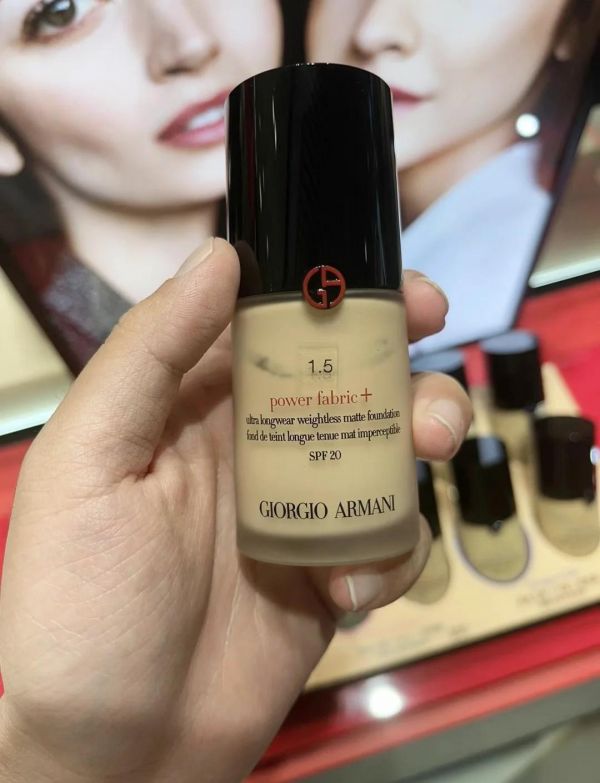 1.5
power fabric+
ultra longwear weightless matte foundation
fond de teint longue tenue mat imperceptible
SPF 20
GIORGIO ARMANI